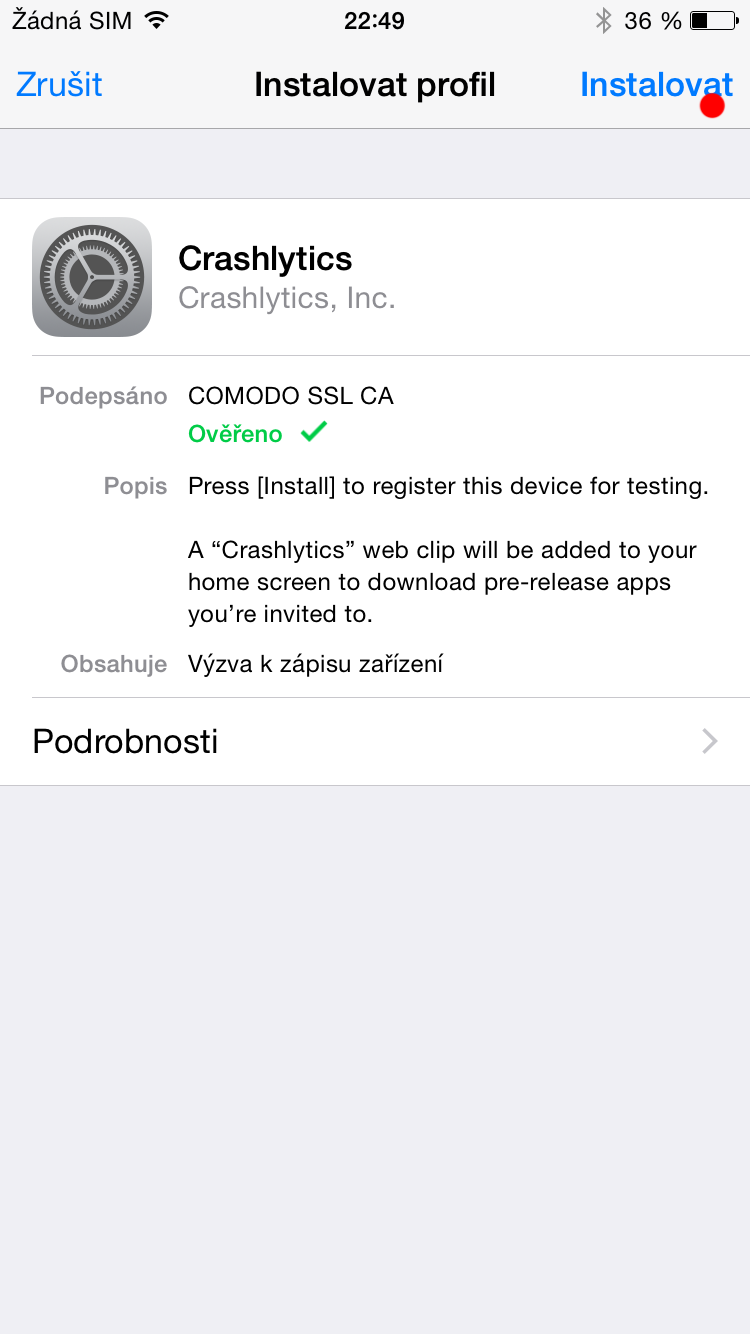 Žádná SIM 22:49 36 %
Zrušit Instalovat profil Instalovat
Crashlytics
Crashlytics, Inc.
Podepsáno COMODO SSL CA
Ověřeno
Popis Press [Install] to register this device for testing.
A “Crashlytics” web clip will be added to your
home screen to download pre-release apps
you’re invited to.
Obsahuje Výzva k zápisu zařízení
Podrobnosti